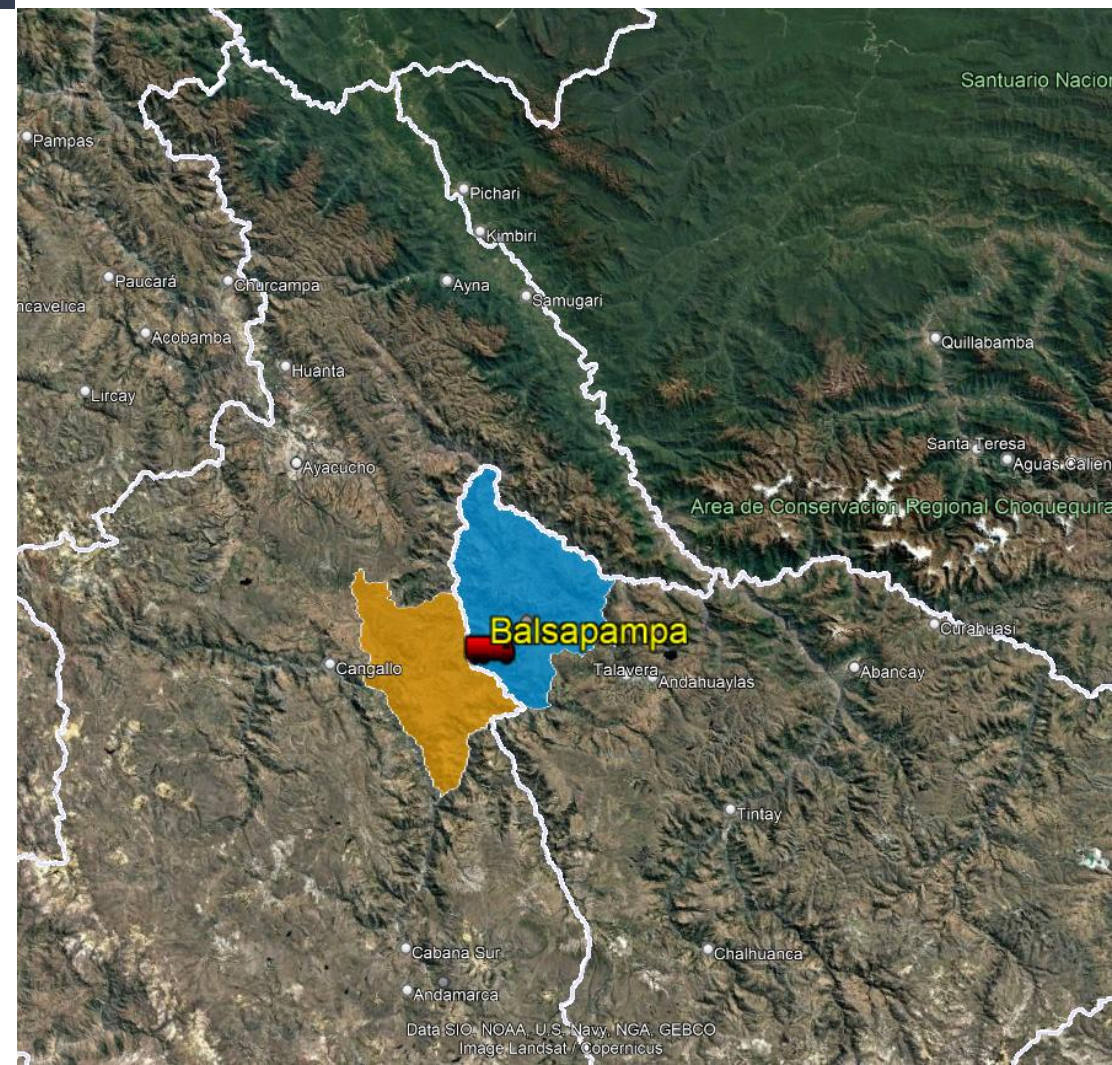 Santuario Nacion
Pampas
Pichari
Kimbiri
Paucará
Churcampa
Ayna
Samugari
ncavelica
Acobamba
Quillabamba
Huanta
Lircay
Santa Teresa
Ayacucho
Aguas Calien
Area de Conservacion Regional Choquequira
Balsapampa
Curahuasi
Cangallo
Talavera
Andahuaylas
Abancay
Tintay
Cabana Sur
Chalhuanca
Andamarca
Data SIO, NOAA, U.S. Navy, NGA, GEBCO
Image Landsat / Copernicus